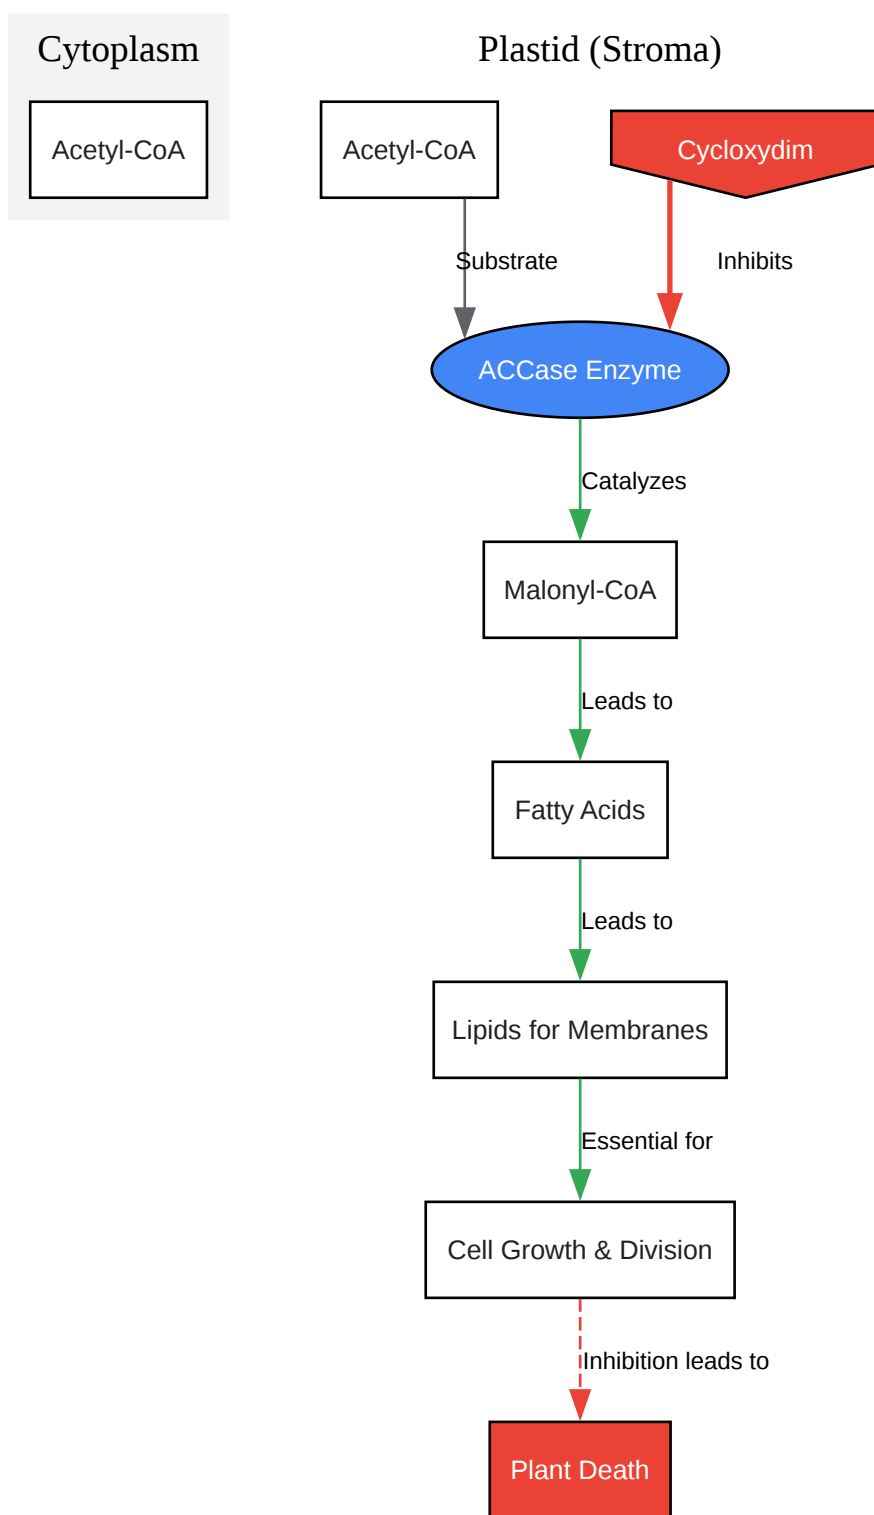 Cytoplasm
Plastid (Stroma)
Acetyl-CoA
Acetyl-CoA
Cycloxydim
Substrate
Inhibits
ACCase Enzyme
Catalyzes
Malonyl-CoA
Leads to
Fatty Acids
Leads to
Lipids for Membranes
Essential for
Cell Growth & Division
Inhibition leads to
Plant Death